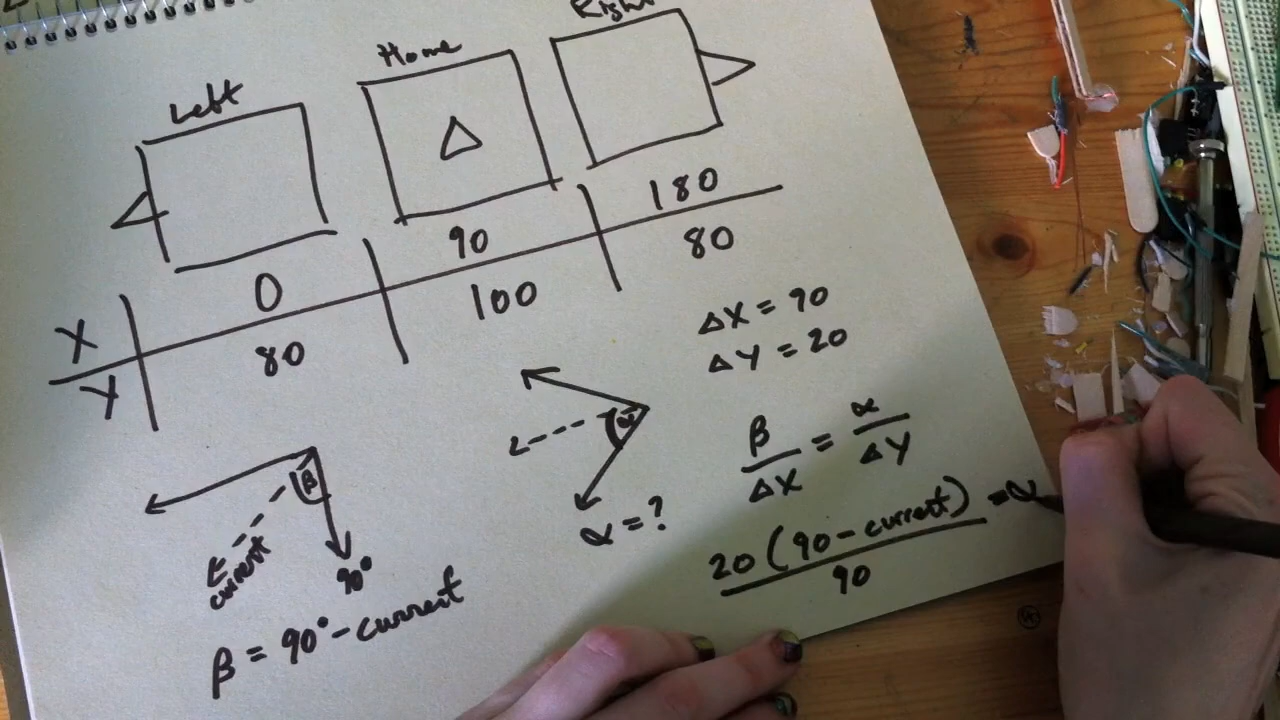 Left
Home
Right
X 0 90 180
Y 80 100 80
ΔX = 90
ΔY = 20
β
current
90°
β = 90° - current
α
α = ?
β/ΔX = α/ΔY
20 (90 - current) / 90 = α